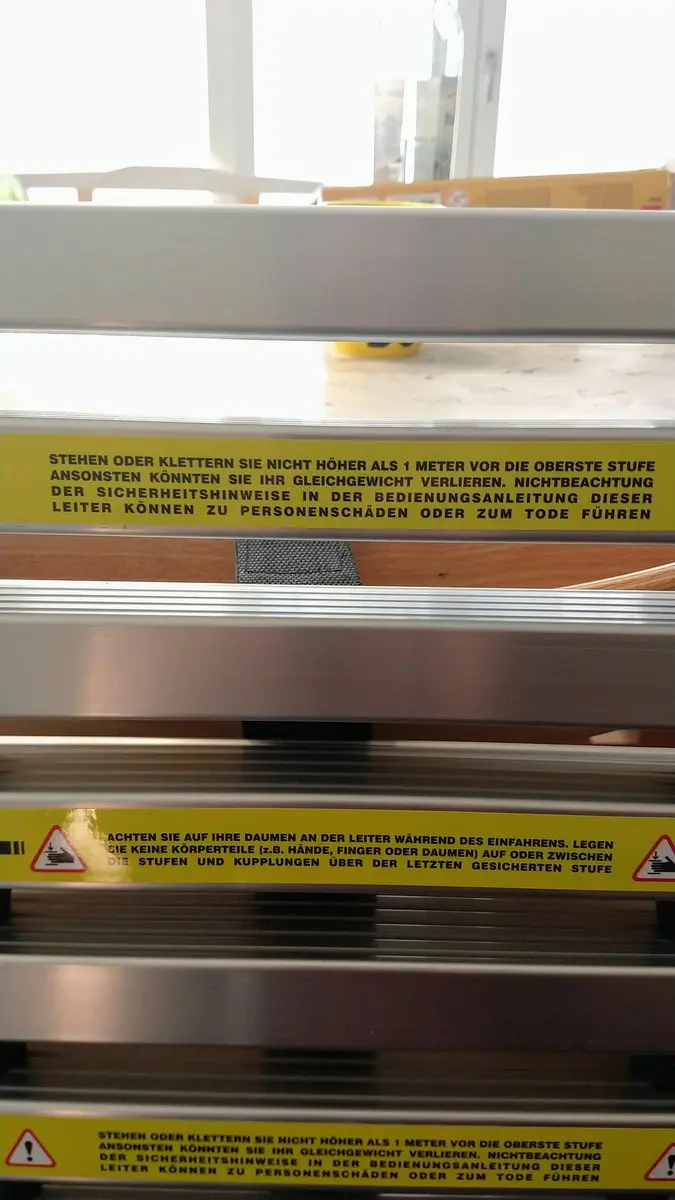 STEHEN ODER KLETTERN SIE NICHT HÖHER ALS 1 METER VOR DIE OBERSTE STUFE
ANSONSTEN KÖNNTEN SIE IHR GLEICHGEWICHT VERLIEREN. NICHTBEACHTUNG
DER SICHERHEITSHINWEISE IN DER BEDIENUNGSANLEITUNG DIESER
LEITER KÖNNEN ZU PERSONENSCHÄDEN ODER ZUM TODE FÜHREN
ACHTEN SIE AUF IHRE DAUMEN AN DER LEITER WÄHREND DES EINFAHRENS. LEGEN
SIE KEINE KÖRPERTEILE (z.B. HÄNDE, FINGER ODER DAUMEN) AUF ODER ZWISCHEN
DIE STUFEN UND KUPPLUNGEN ÜBER DER LETZTEN GESICHERTEN STUFE
STEHEN ODER KLETTERN SIE NICHT HÖHER ALS 1 METER VOR DIE OBERSTE STUFE
ANSONSTEN KÖNNTEN SIE IHR GLEICHGEWICHT VERLIEREN. NICHTBEACHTUNG
DER SICHERHEITSHINWEISE IN DER BEDIENUNGSANLEITUNG DIESER
LEITER KÖNNEN ZU PERSONENSCHÄDEN ODER ZUM TODE FÜHREN